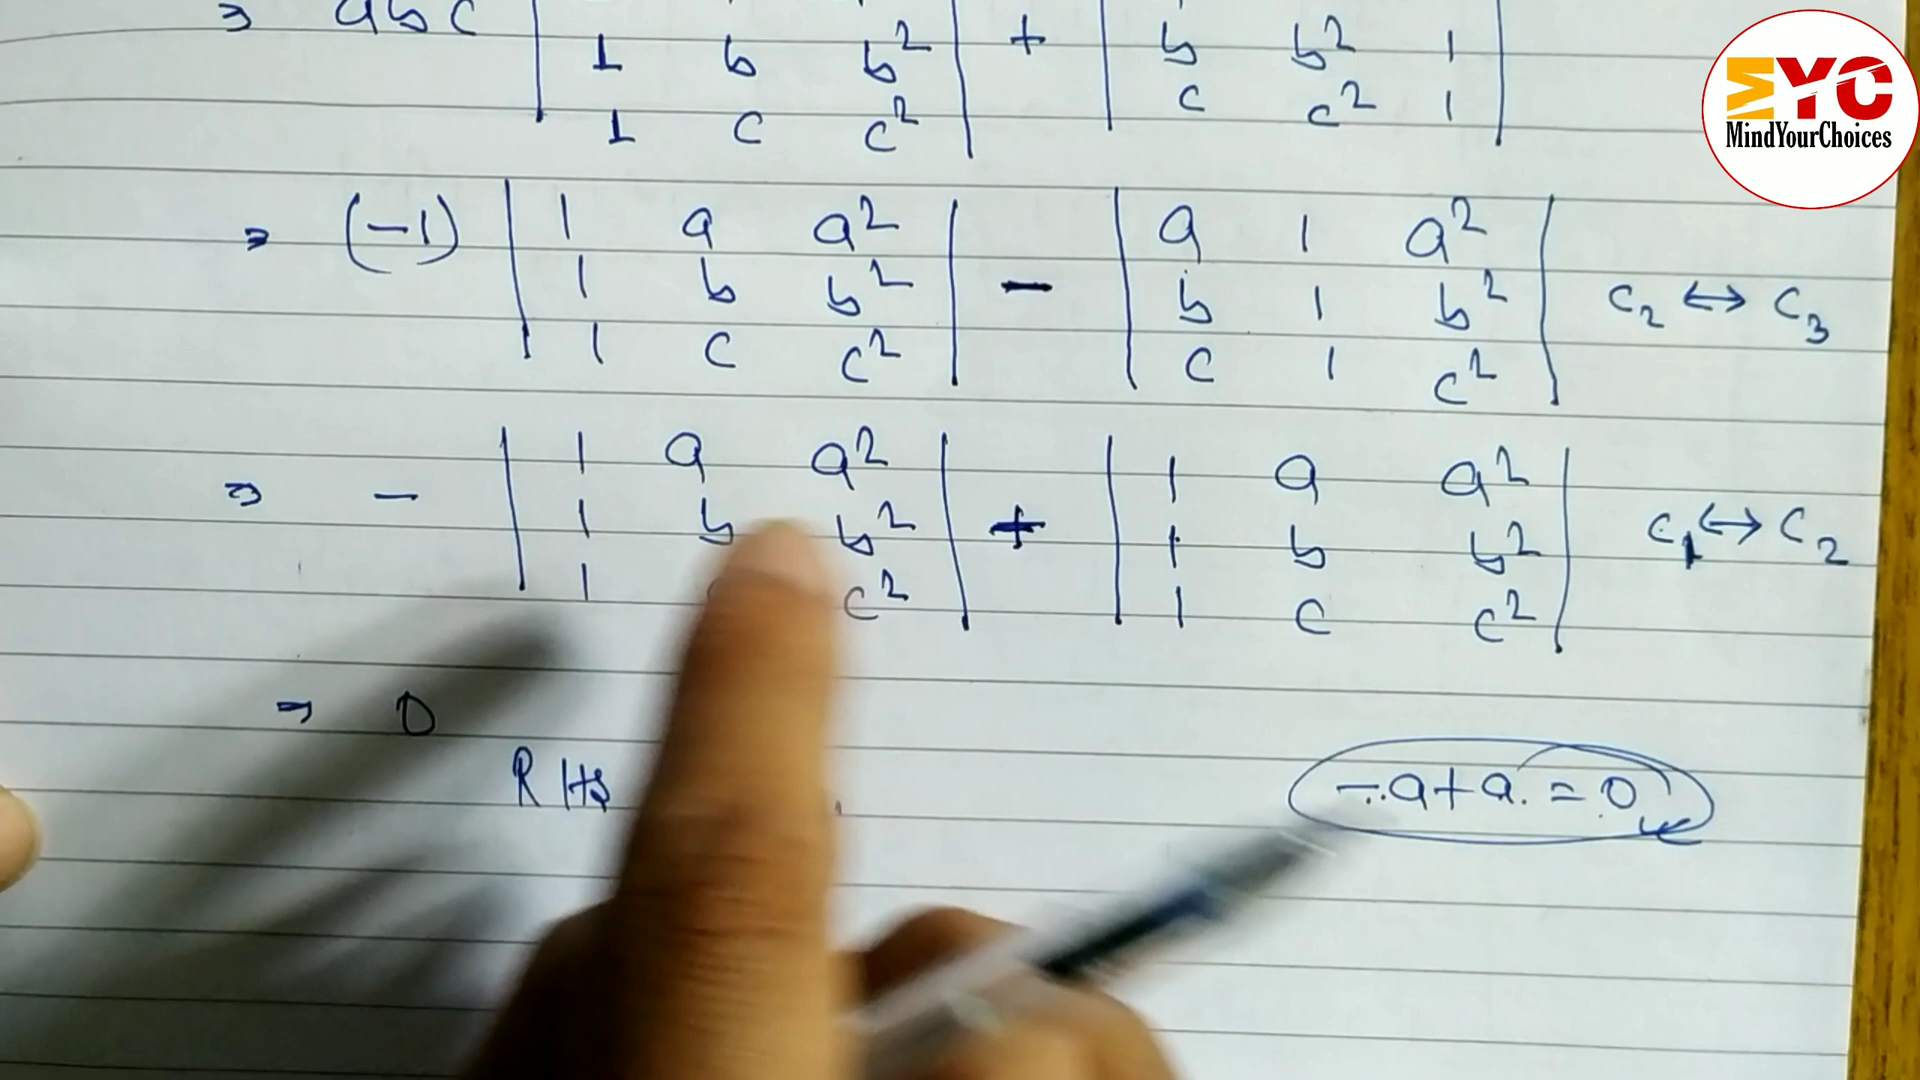 ⇒ abc | + |
1 b b² b b² 1
1 c c² c c² 1
⇒ (-1) | 1 a a² | - | a 1 a² |
1 b b² b 1 b² C₂ ↔ C₃
1 c c² c 1 c²
⇒ - | 1 a a² | + | 1 a a² |
1 b b² 1 b b² C₁ ↔ C₂
1 c² 1 c c²
⇒ 0
RHS
-a+a = 0
MYC
MindYourChoices